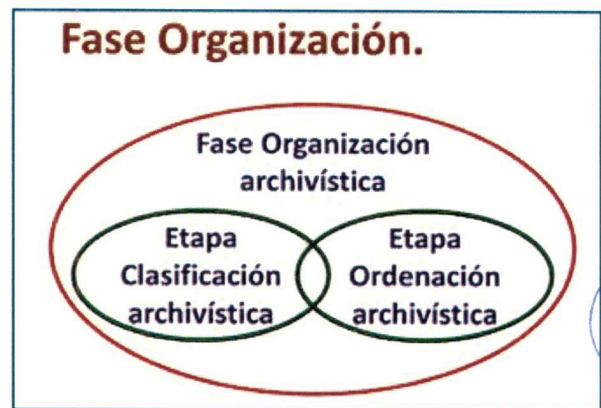 Fase Organización.
Fase Organización
archivística
Etapa
Clasificación
archivística
Etapa
Ordenación
archivística